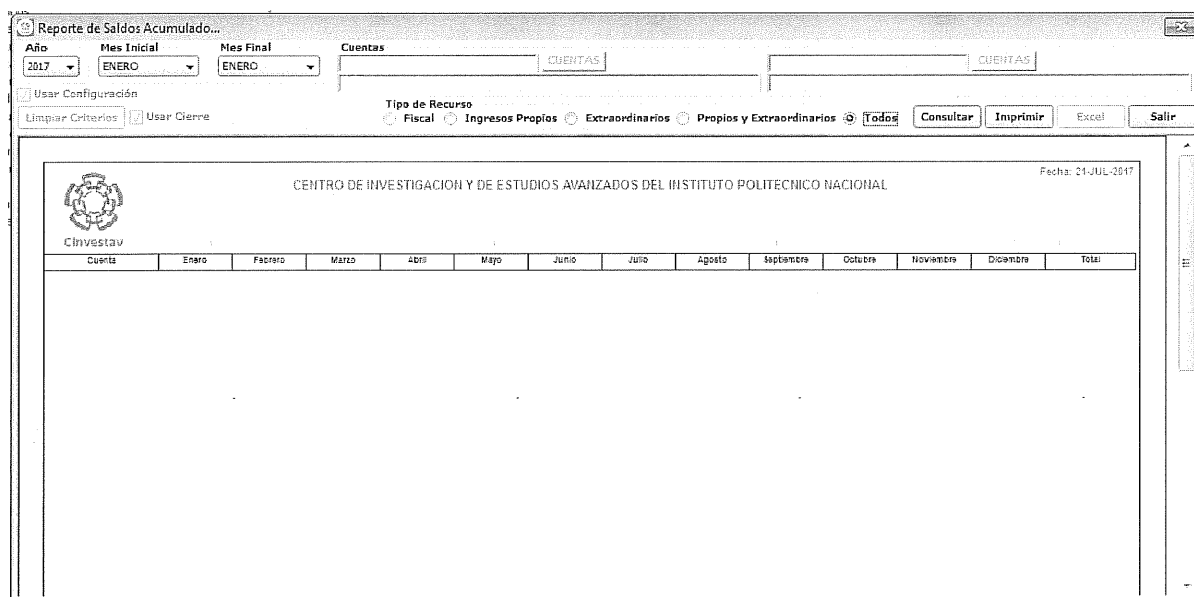 Reporte de Saldos Acumulado...
Año Mes Inicial Mes Final Cuentas
2017 ENERO ENERO CUENTAS CUENTAS
Usar Configuración
Tipo de Recurso
Limpiar Criterios Usar Cierre Fiscal Ingresos Propios Extraordinarios Propios y Extraordinarios Todos Consultar Imprimir Excel Salir
Fecha: 21-JUL-2017
CENTRO DE INVESTIGACION Y DE ESTUDIOS AVANZADOS DEL INSTITUTO POLITECNICO NACIONAL
Cinvestav
Cuenta Enero Febrero Marzo Abril Mayo Junio Julio Agosto Septiembre Octubre Noviembre Diciembre Total